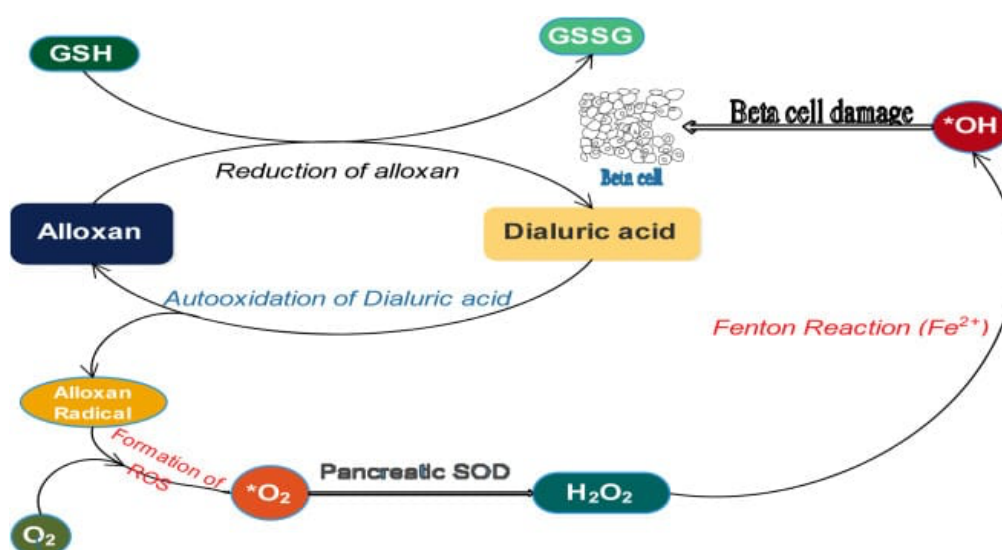 GSH
GSSG
Beta cell damage
*OH
Reduction of alloxan
Beta cell
Alloxan
Dialuric acid
Autooxidation of Dialuric acid
Fenton Reaction (Fe²⁺)
Alloxan
Radical
Formation of
ROS
*O₂
Pancreatic SOD
H₂O₂
O₂